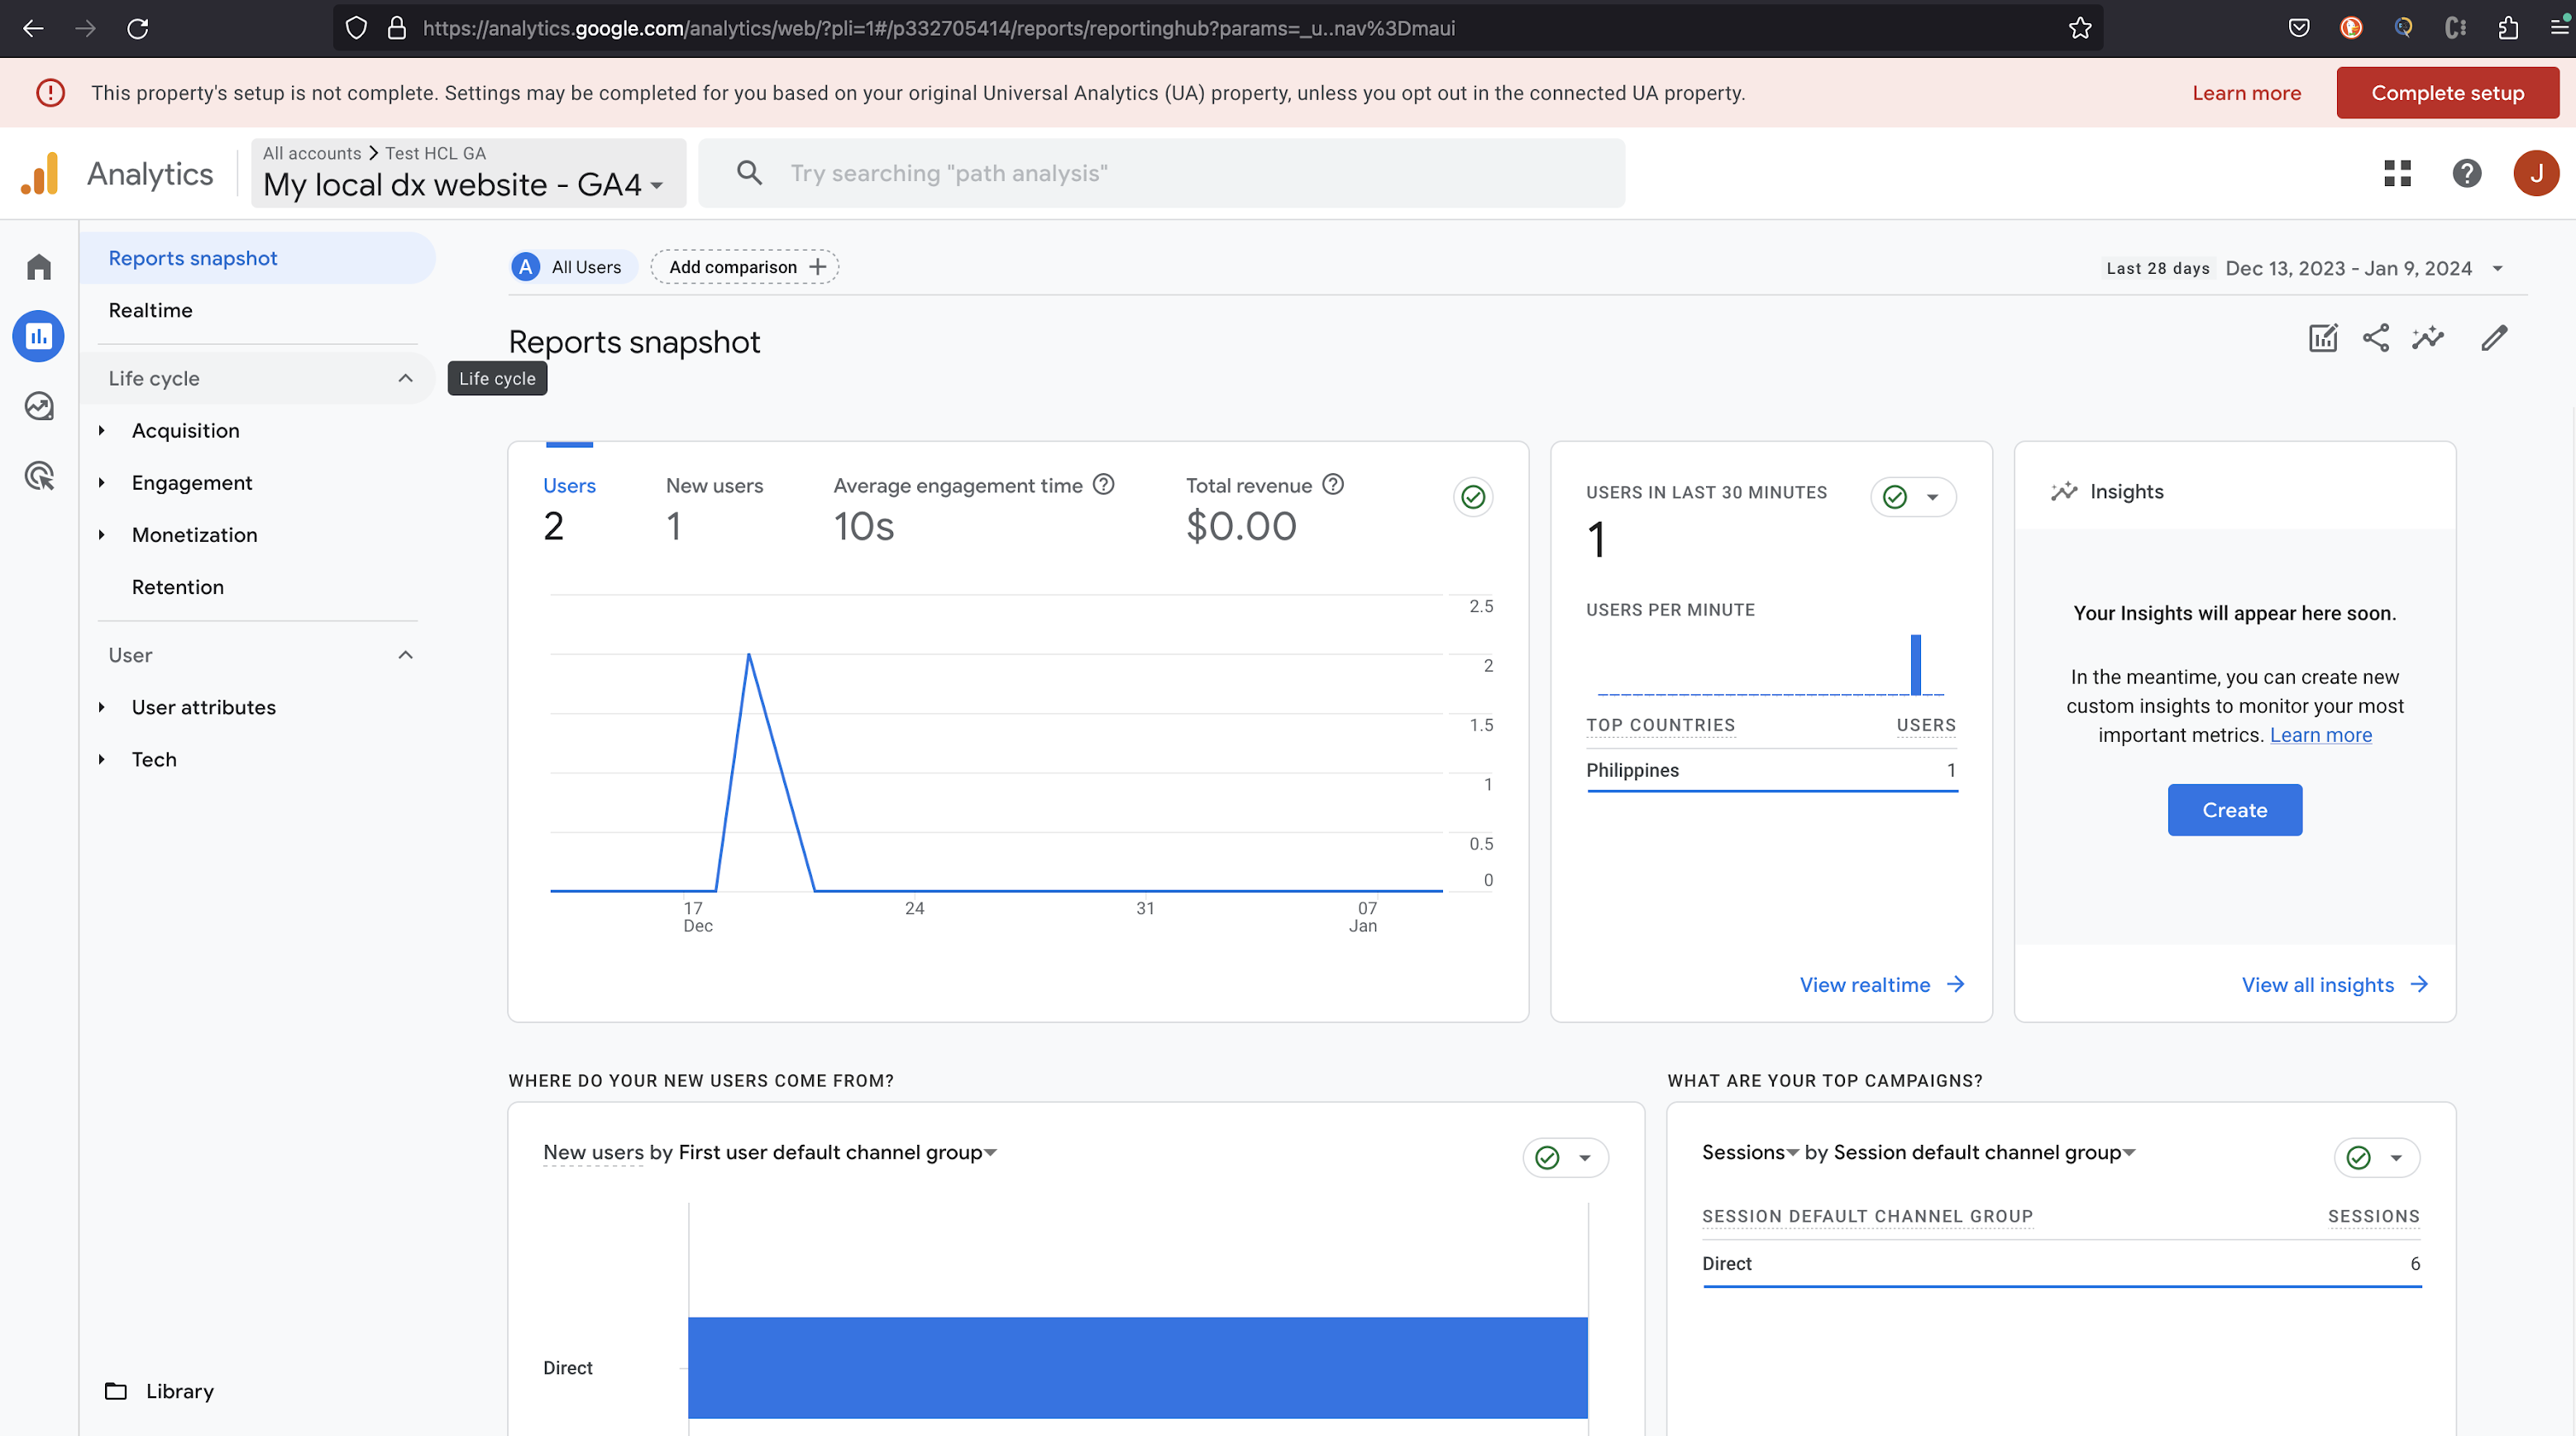 https://analytics.google.com/analytics/web/?pli=1#/p332705414/reports/reportinghub?params=_u..nav%3Dmaui
This property's setup is not complete. Settings may be completed for you based on your original Universal Analytics (UA) property, unless you opt out in the connected UA property.
Learn more
Complete setup
Analytics
All accounts > Test HCL GA
My local dx website - GA4
Try searching "path analysis"
J
Reports snapshot
Realtime
Life cycle
Life cycle
Acquisition
Engagement
Monetization
Retention
User
User attributes
Tech
Library
A All Users
Add comparison +
Last 28 days Dec 13, 2023 - Jan 9, 2024
Reports snapshot
Users
2
New users
1
Average engagement time
10s
Total revenue
$0.00
2.5
2
1.5
1
0.5
0
17
Dec
24
31
07
Jan
USERS IN LAST 30 MINUTES
1
USERS PER MINUTE
TOP COUNTRIES USERS
Philippines 1
View realtime
Insights
Your Insights will appear here soon.
In the meantime, you can create new
custom insights to monitor your most
important metrics. Learn more
Create
View all insights
WHERE DO YOUR NEW USERS COME FROM?
New users by First user default channel group
Direct
WHAT ARE YOUR TOP CAMPAIGNS?
Sessions by Session default channel group
SESSION DEFAULT CHANNEL GROUP SESSIONS
Direct 6